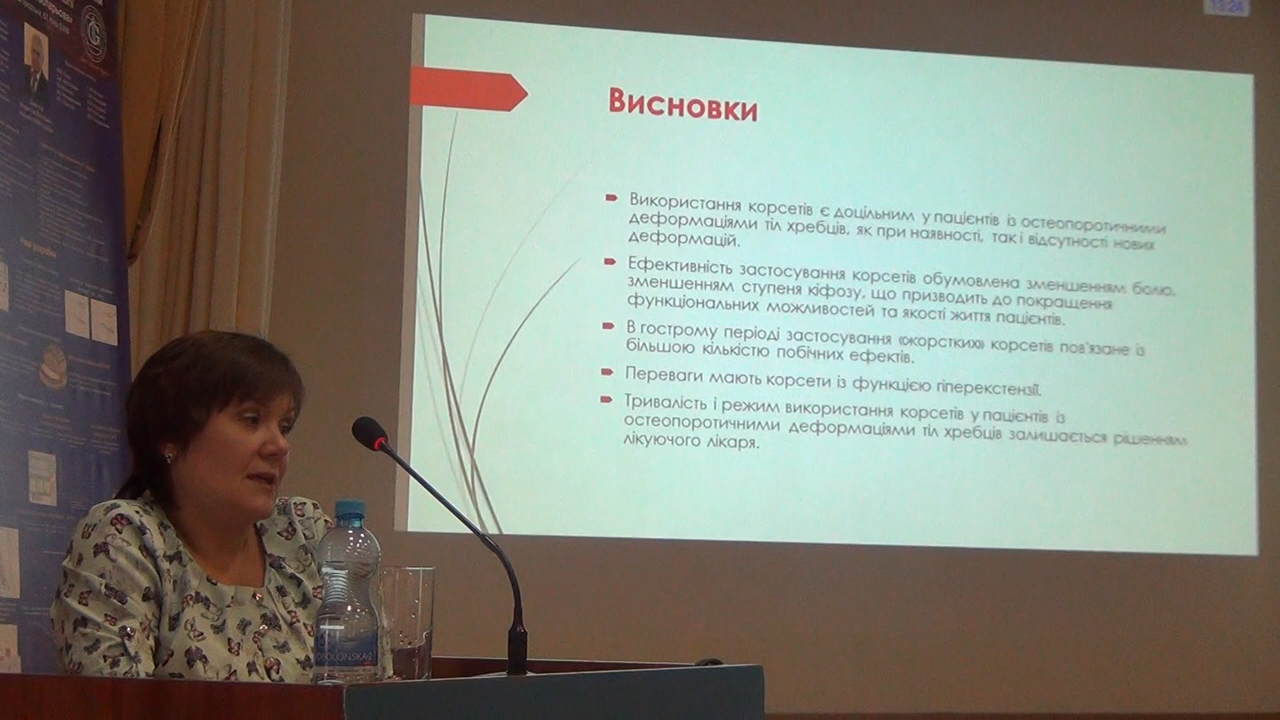 13:24
Висновки
Використання корсетів є доцільним у пацієнтів із остеопоротичними
деформаціями тіл хребців, як при наявності, так і відсутності нових
деформацій.
Ефективність застосування корсетів обумовлена зменшенням болю,
зменшенням ступеня кіфозу, що призводить до покращення
функціональних можливостей та якості життя пацієнтів.
В гострому періоді застосування «жорстких» корсетів пов'язане із
більшою кількістю побічних ефектів.
Переваги мають корсети із функцією гіперекстензії.
Тривалість і режим використання корсетів у пацієнтів із
остеопоротичними деформаціями тіл хребців залишається рішенням
лікуючого лікаря.